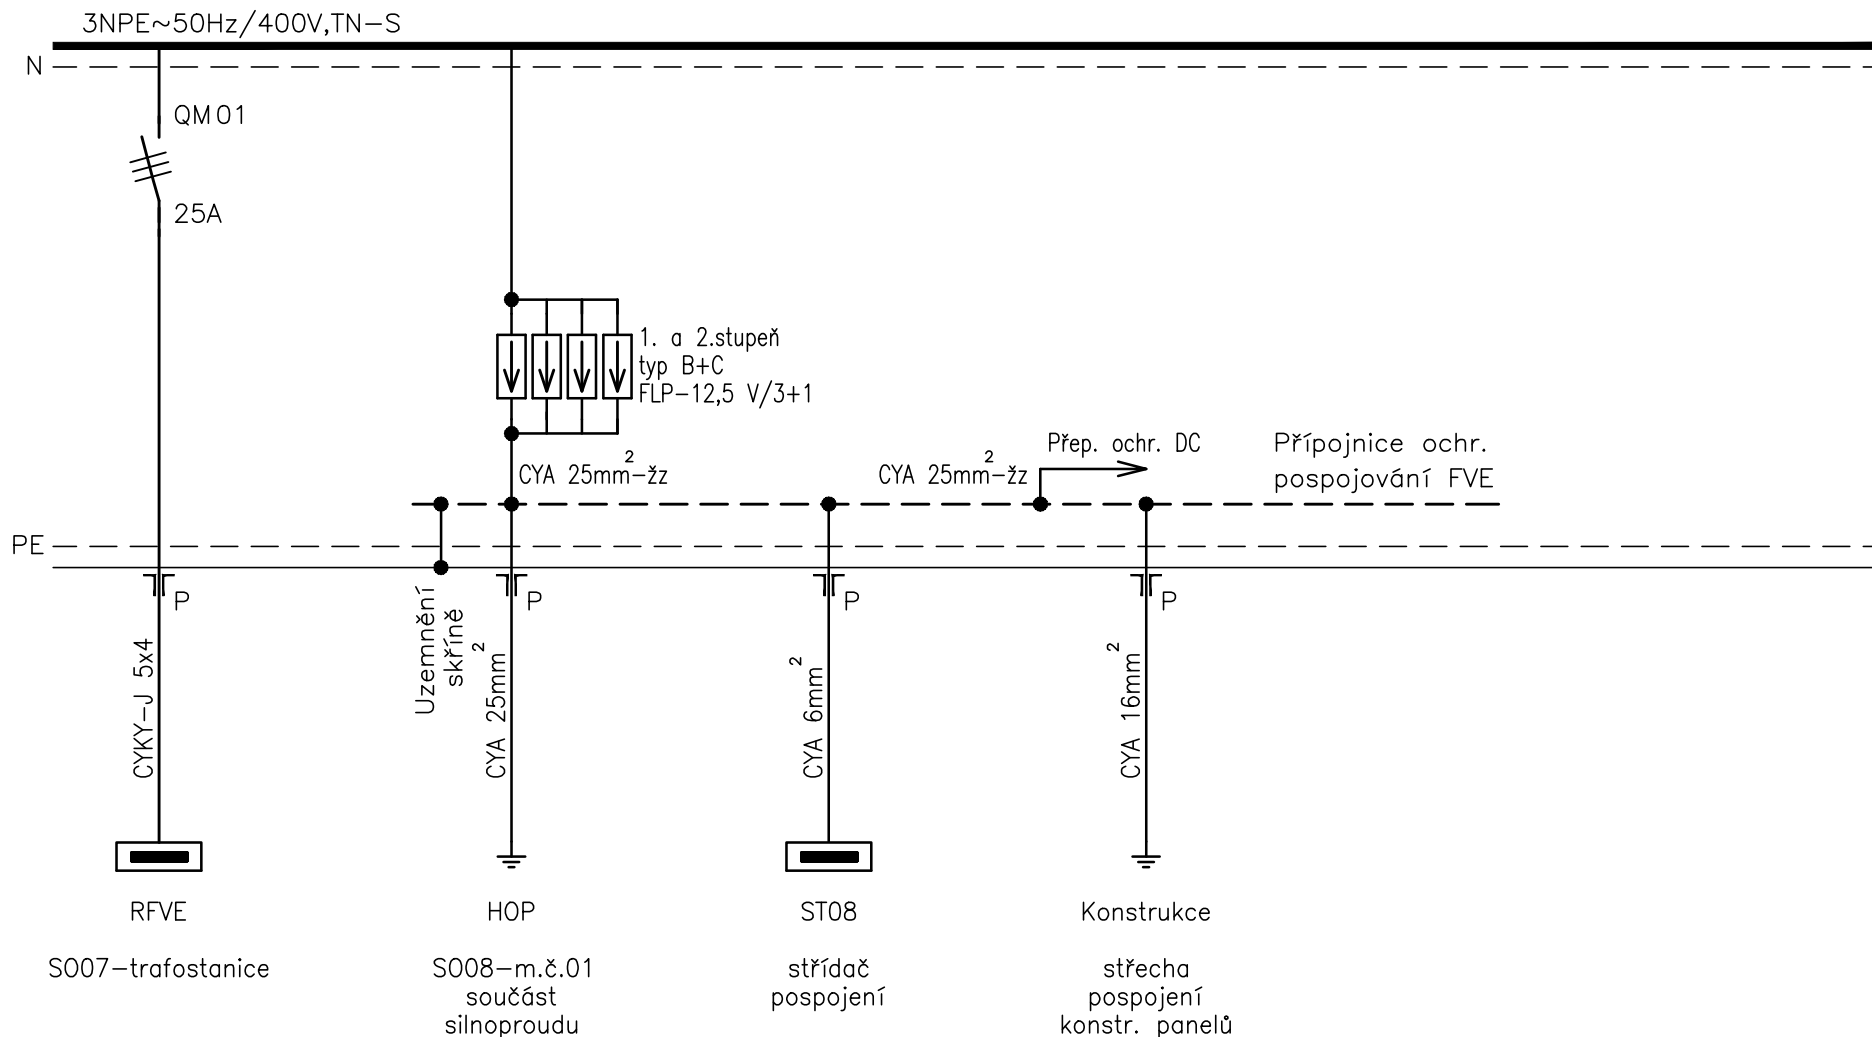 3NPE~50Hz/400V,TN-S
N
QM01
25A
1. a 2.stupeň
typ B+C
FLP-12,5 V/3+1
CYA 25mm²-žz
CYA 25mm²-žz
Přep. ochr. DC
Přípojnice ochr.
pospojování FVE
PE
P
P
P
P
CYKY-J 5x4
Uzemnění
skříně
CYA 25mm²
CYA 6mm²
CYA 16mm²
RFVE
SO07-trafostanice
HOP
SO08-m.č.01
součást
silnoproudu
ST08
střídač
pospojení
Konstrukce
střecha
pospojení
konstr. panelů